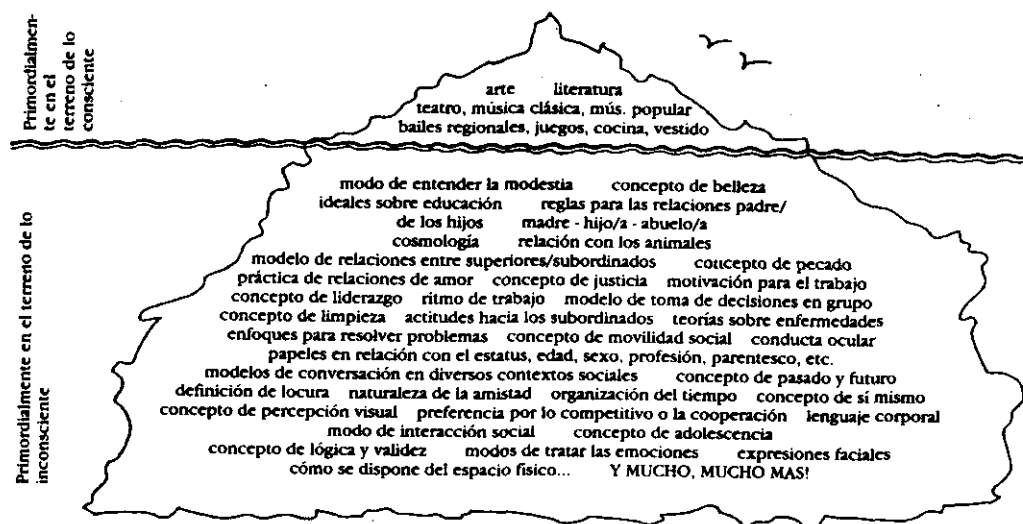 Primordialmen-
te en el
terreno de lo
consciente
arte literatura
teatro, música clásica, mús. popular
bailes regionales, juegos, cocina, vestido
Primordialmente en el terreno de lo
inconsciente
modo de entender la modestia concepto de belleza
ideales sobre educación reglas para las relaciones padre/
de los hijos madre - hijo/a - abuelo/a
cosmología relación con los animales
modelo de relaciones entre superiores/subordinados concepto de pecado
práctica de relaciones de amor concepto de justicia motivación para el trabajo
concepto de liderazgo ritmo de trabajo modelo de toma de decisiones en grupo
concepto de limpieza actitudes hacia los subordinados teorías sobre enfermedades
enfoques para resolver problemas concepto de movilidad social conducta ocular
papeles en relación con el estatus, edad, sexo, profesión, parentesco, etc.
modelos de conversación en diversos contextos sociales concepto de pasado y futuro
definición de locura naturaleza de la amistad organización del tiempo concepto de sí mismo
concepto de percepción visual preferencia por lo competitivo o la cooperación lenguaje corporal
modo de interacción social concepto de adolescencia
concepto de lógica y validez modos de tratar las emociones expresiones faciales
cómo se dispone del espacio físico... Y MUCHO, MUCHO MAS!